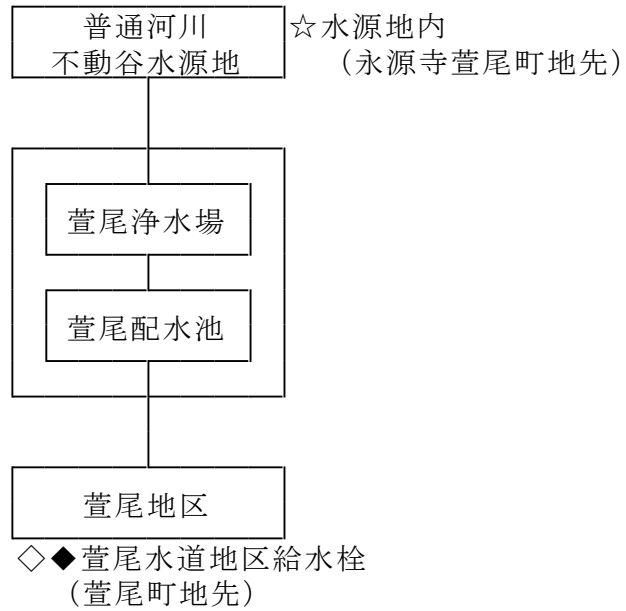 普通河川
不動谷水源地
☆水源地内
（永源寺萱尾町地先）
萱尾浄水場
萱尾配水池
萱尾地区
◇◆萱尾水道地区給水栓
（萱尾町地先）